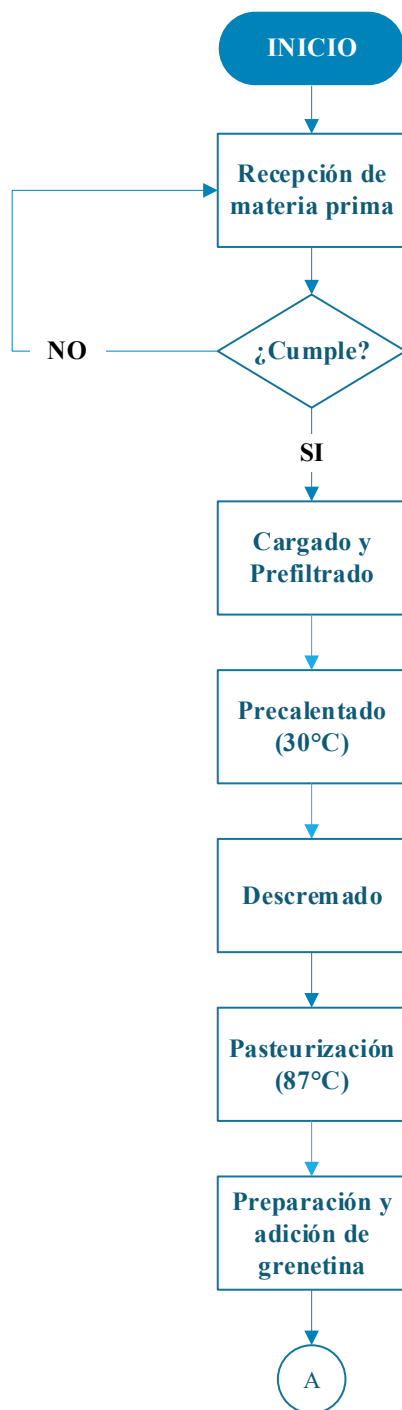 INICIO
Recepción de
materia prima
¿Cumple?
NO
SI
Cargado y
Prefiltrado
Precalentado
(30°C)
Descremado
Pasteurización
(87°C)
Preparación y
adición de
grenetina
A